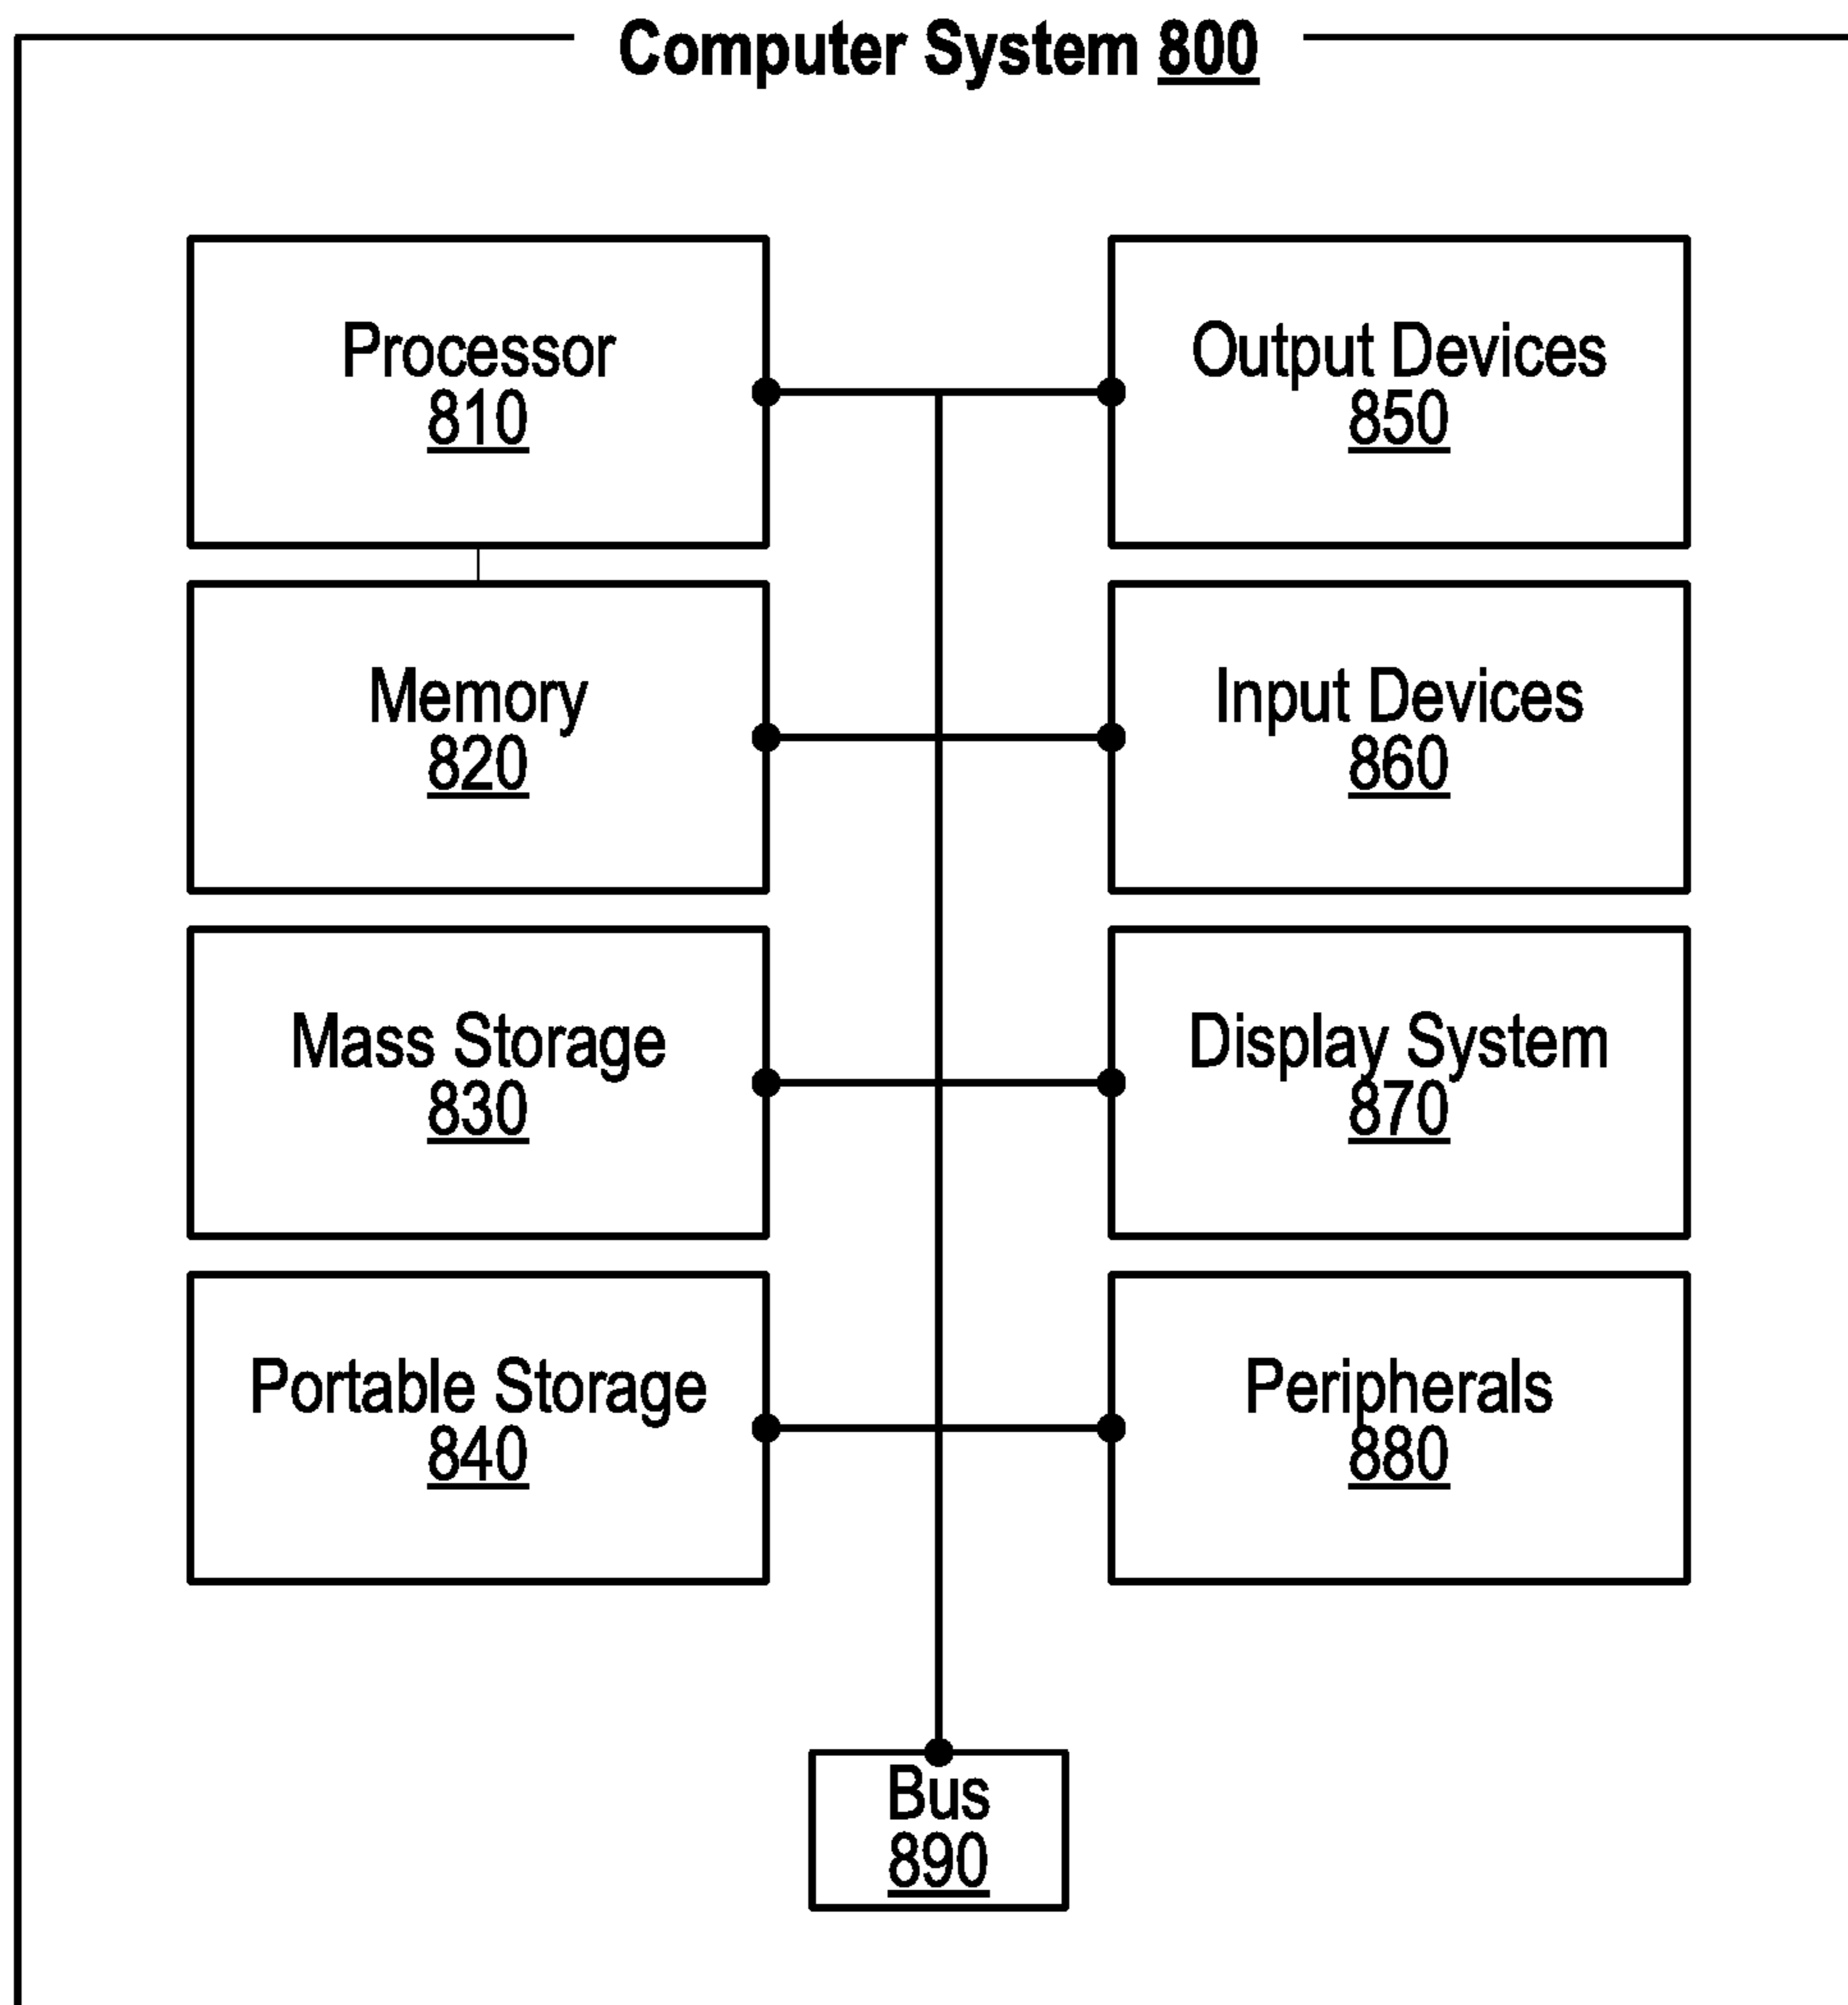 Computer System 800
Processor
810
Output Devices
850
Memory
820
Input Devices
860
Mass Storage
830
Display System
870
Portable Storage
840
Peripherals
880
Bus
890